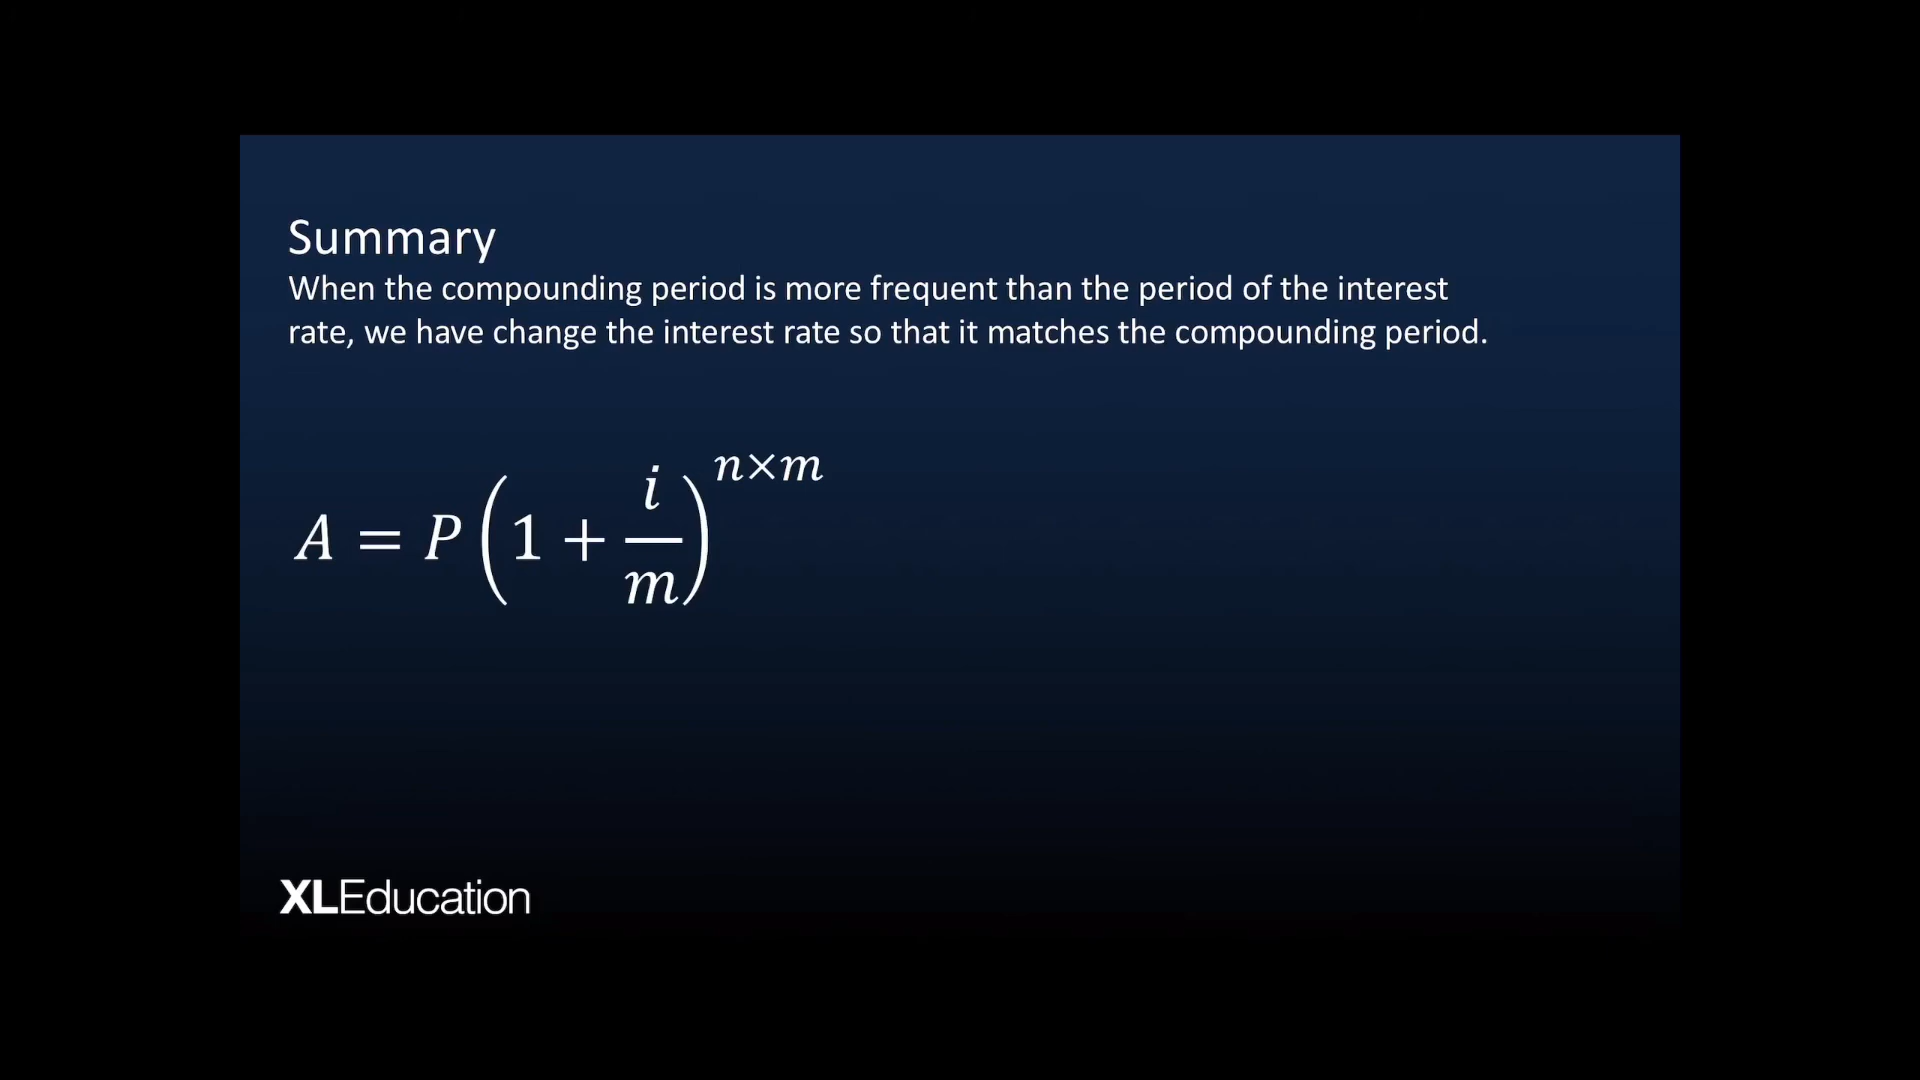 Summary
When the compounding period is more frequent than the period of the interest
rate, we have change the interest rate so that it matches the compounding period.
A = P(1 + i/m)^{n×m}
XLEducation